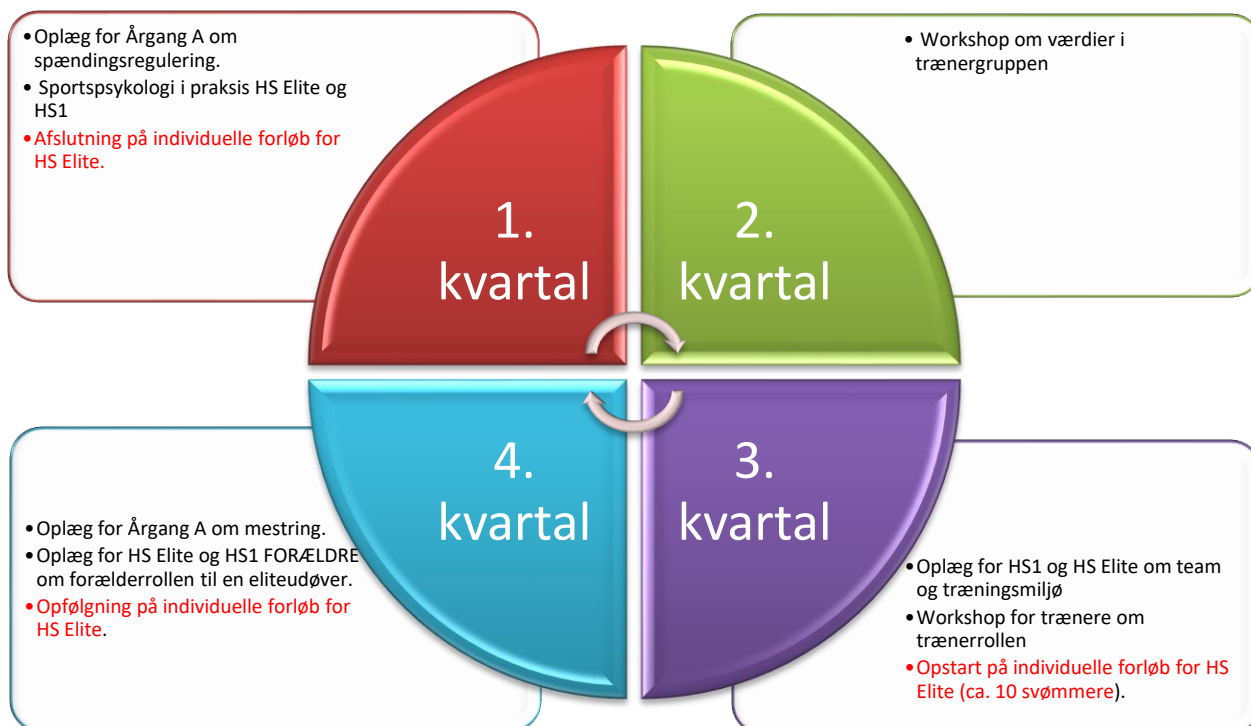 •Oplæg for Årgang A om
spændingsregulering.
• Sportspsykologi i praksis HS Elite og
HS1
•Afslutning på individuelle forløb for
HS Elite.
• Workshop om værdier i
trænergruppen
1.
kvartal
2.
kvartal
4.
kvartal
3.
kvartal
•Oplæg for Årgang A om mestring.
•Oplæg for HS Elite og HS1 FORÆLDRE
om forælderrollen til en eliteudøver.
•Opfølgning på individuelle forløb for
HS Elite.
•Oplæg for HS1 og HS Elite om team
og træningsmiljø
•Workshop for trænere om
trænerrollen
•Opstart på individuelle forløb for HS
Elite (ca. 10 svømmere).